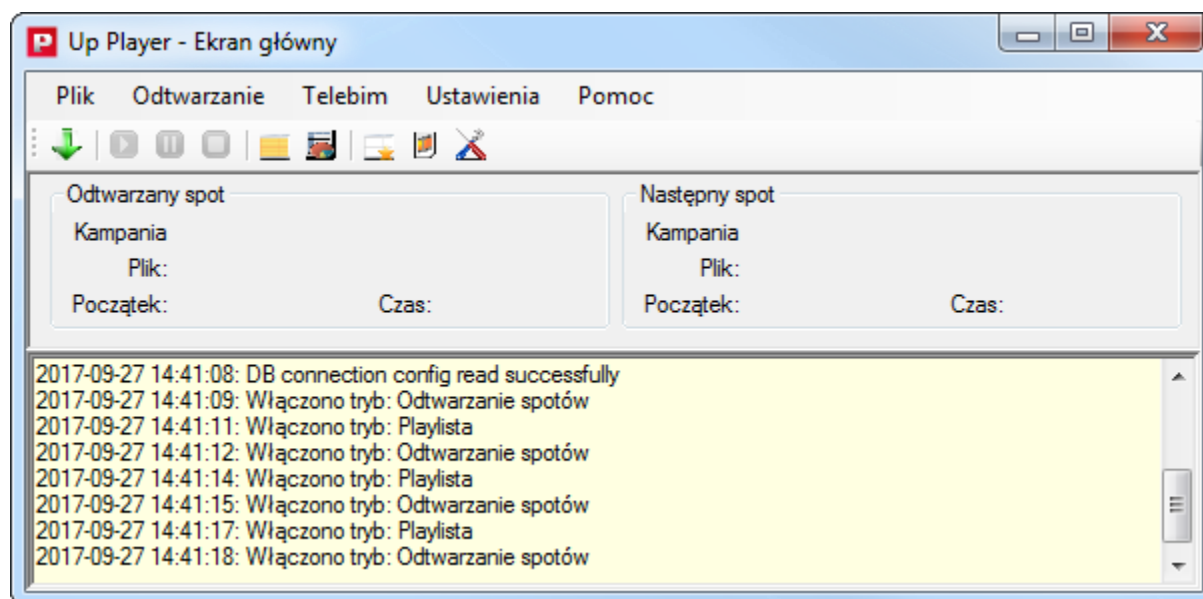 Up Player - Ekran główny
Plik Odtwarzanie Telebim Ustawienia Pomoc
Odtwarzany spot
Kampania
Plik:
Początek: Czas:
Następny spot
Kampania
Plik:
Początek: Czas:
2017-09-27 14:41:08: DB connection config read successfully
2017-09-27 14:41:09: Włączono tryb: Odtwarzanie spotów
2017-09-27 14:41:11: Włączono tryb: Playlista
2017-09-27 14:41:12: Włączono tryb: Odtwarzanie spotów
2017-09-27 14:41:14: Włączono tryb: Playlista
2017-09-27 14:41:15: Włączono tryb: Odtwarzanie spotów
2017-09-27 14:41:17: Włączono tryb: Playlista
2017-09-27 14:41:18: Włączono tryb: Odtwarzanie spotów